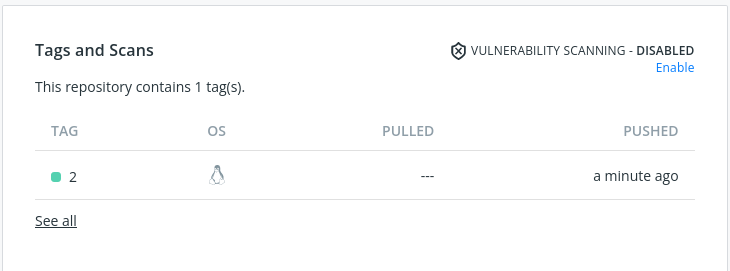 Tags and Scans
VULNERABILITY SCANNING - DISABLED
Enable
This repository contains 1 tag(s).
TAG OS PULLED PUSHED
2 --- a minute ago
See all